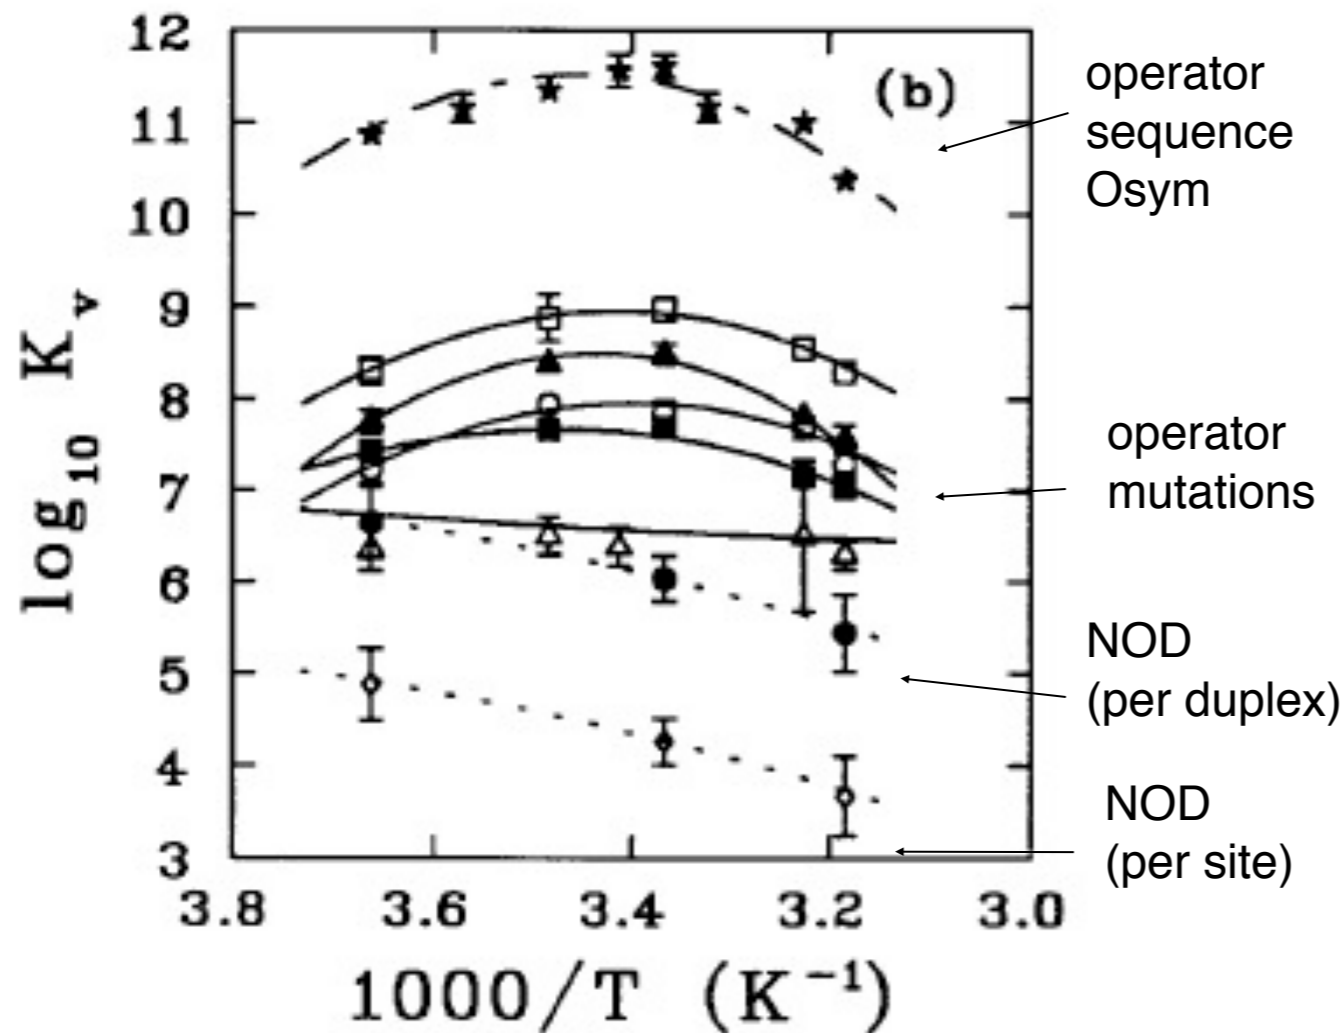 12
11
10
9
8
7
6
5
4
3
log₁₀ Kᵥ
(b)
3.8 3.6 3.4 3.2 3.0
1000/T (K⁻¹)
operator
sequence
Osym
operator
mutations
NOD
(per duplex)
NOD
(per site)